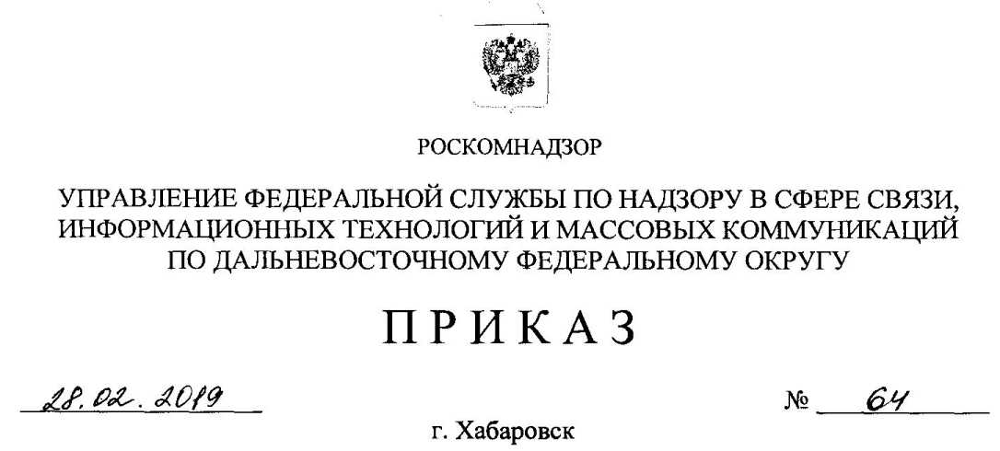 РОСКОМНАДЗОР
УПРАВЛЕНИЕ ФЕДЕРАЛЬНОЙ СЛУЖБЫ ПО НАДЗОРУ В СФЕРЕ СВЯЗИ,
ИНФОРМАЦИОННЫХ ТЕХНОЛОГИЙ И МАССОВЫХ КОММУНИКАЦИЙ
ПО ДАЛЬНЕВОСТОЧНОМУ ФЕДЕРАЛЬНОМУ ОКРУГУ
П Р И К А З
28.02.2019 № 64
г. Хабаровск